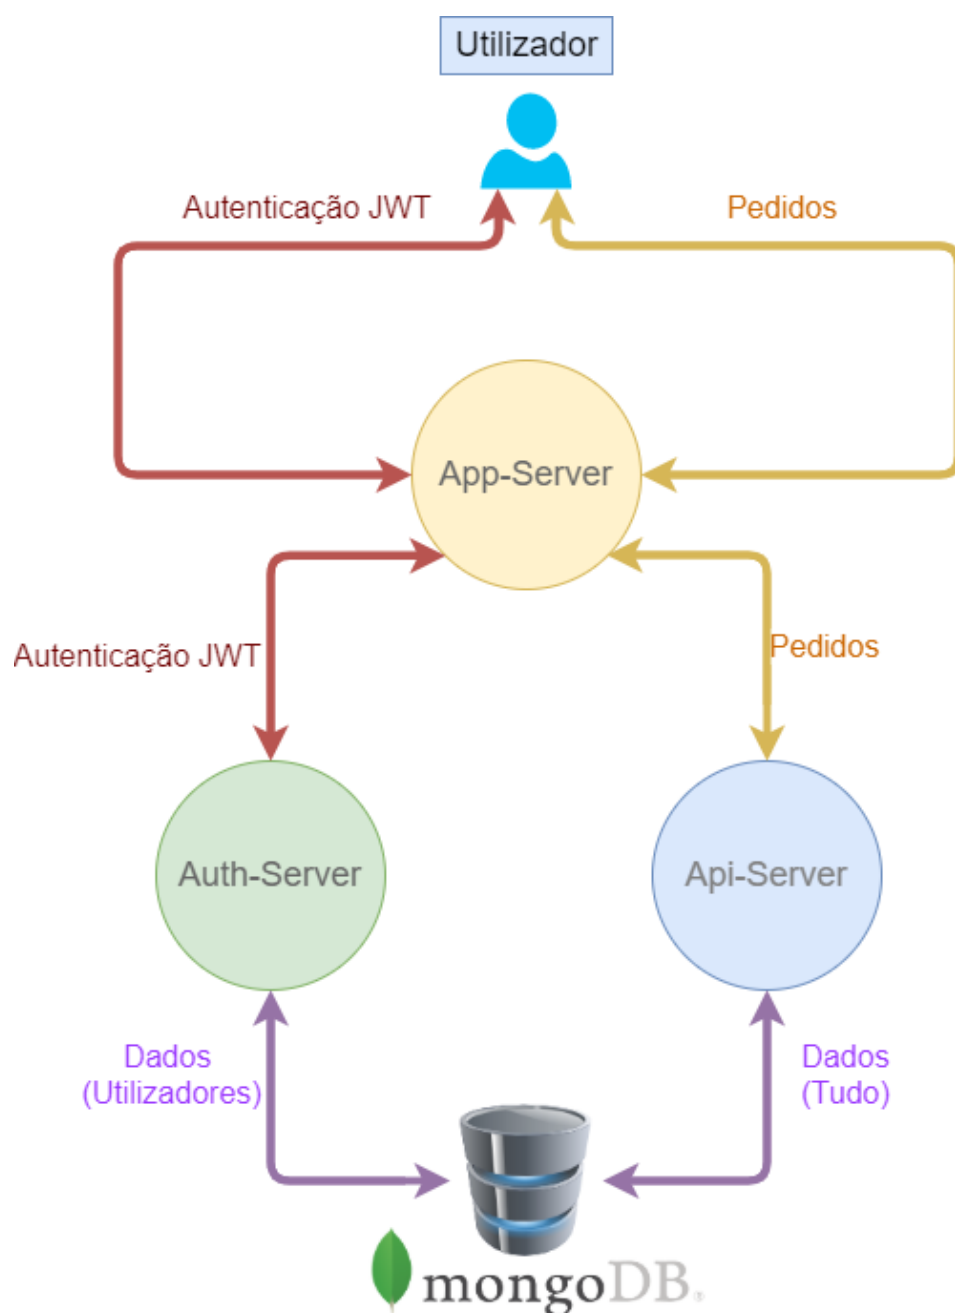 Utilizador
Autenticação JWT
Pedidos
App-Server
Autenticação JWT
Pedidos
Auth-Server
Api-Server
Dados
(Utilizadores)
Dados
(Tudo)
mongoDB®